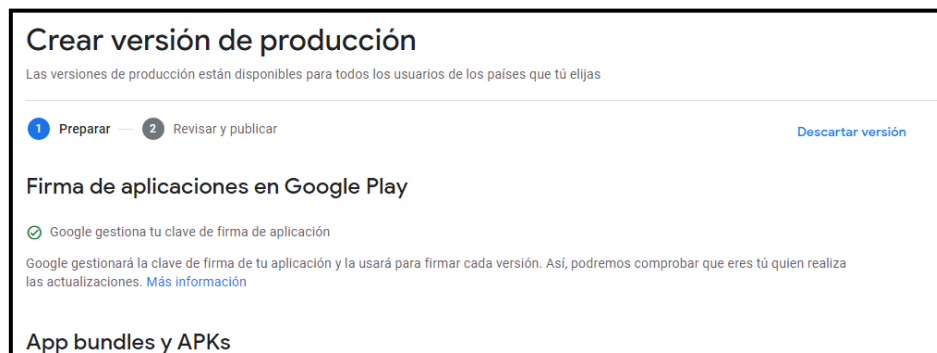 Crear versión de producción
Las versiones de producción están disponibles para todos los usuarios de los países que tú elijas
1 Preparar 2 Revisar y publicar Descartar versión
Firma de aplicaciones en Google Play
Google gestiona tu clave de firma de aplicación
Google gestionará la clave de firma de tu aplicación y la usará para firmar cada versión. Así, podremos comprobar que eres tú quien realiza
las actualizaciones. Más información
App bundles y APKs